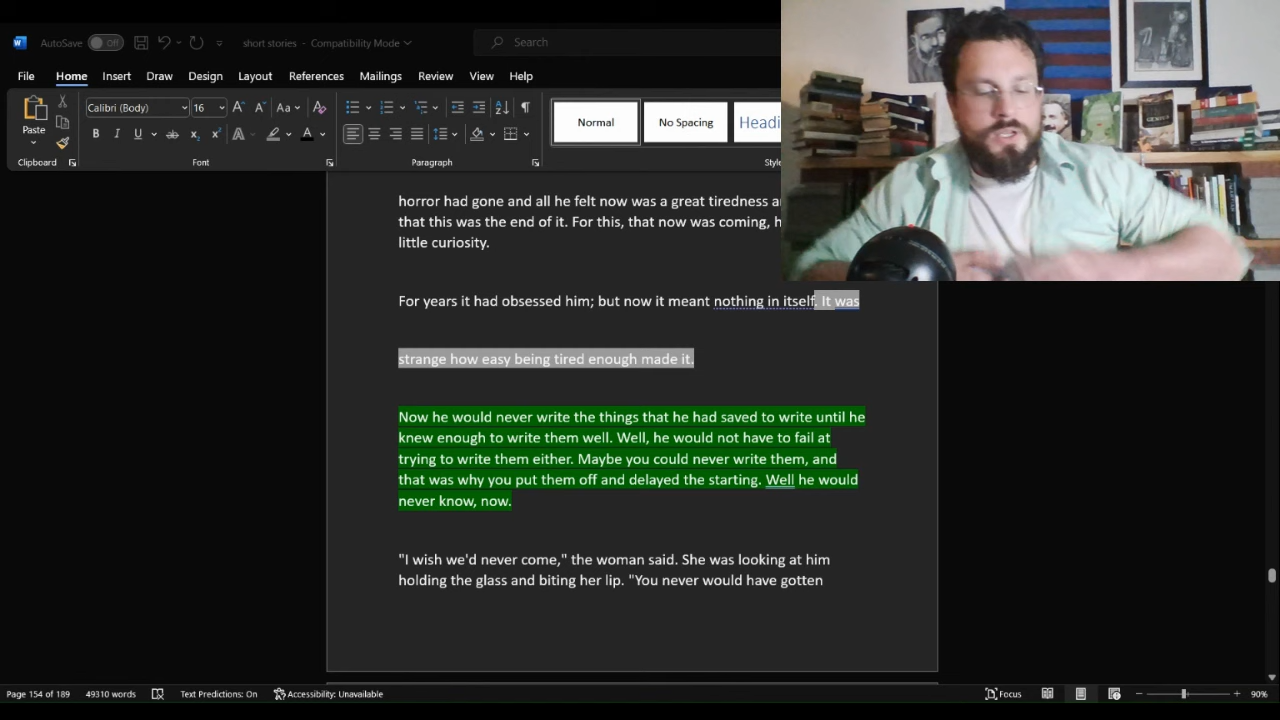 AutoSave
Off
short stories - Compatibility Mode
Search
File Home Insert Draw Design Layout References Mailings Review View Help
Paste
Calibri (Body) 16
Aa
B I U ab x₂ x² A A
Clipboard Font Paragraph
Normal
No Spacing
Headi
Style
horror had gone and all he felt now was a great tiredness
that this was the end of it. For this, that now was coming,
little curiosity.
For years it had obsessed him; but now it meant nothing in itself. It was
strange how easy being tired enough made it.
Now he would never write the things that he had saved to write until he
knew enough to write them well. Well, he would not have to fail at
trying to write them either. Maybe you could never write them, and
that was why you put them off and delayed the starting. Well he would
never know, now.
"I wish we'd never come," the woman said. She was looking at him
holding the glass and biting her lip. "You never would have gotten
Page 154 of 189 49310 words Text Predictions: On Accessibility: Unavailable Focus 90%